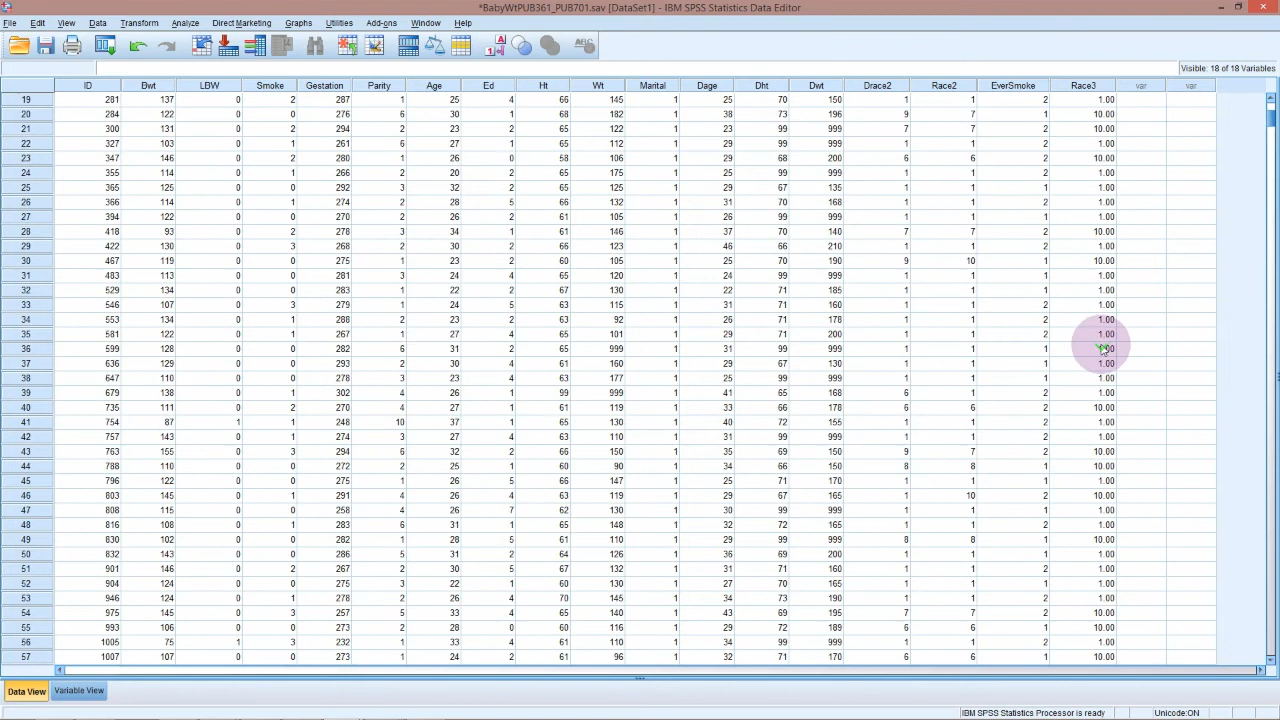 *BabyWtPUB361_PUB701.sav [DataSet1] - IBM SPSS Statistics Data Editor
File Edit View Data Transform Analyze Direct Marketing Graphs Utilities Add-ons Window Help
Visible: 18 of 18 Variables
ID Bwt LBW Smoke Gestation Parity Age Ed Ht Wt Marital Dage Dht Dwt Drace2 Race2 EverSmoke Race3 var var
19 281 137 0 2 287 1 25 4 66 145 1 25 70 150 1 1 2 1.00
20 284 122 0 0 276 6 30 1 68 182 1 38 73 196 9 7 1 10.00
21 300 131 0 2 294 2 23 2 65 122 1 23 99 999 7 7 2 10.00
22 327 103 0 1 261 6 27 1 65 112 1 29 99 999 1 1 2 1.00
23 347 146 0 2 280 1 26 0 58 106 1 29 68 200 6 6 2 10.00
24 355 114 0 1 266 2 20 2 65 175 1 25 99 999 1 1 2 1.00
25 365 125 0 0 292 3 32 2 65 125 1 29 67 135 1 1 1 1.00
26 366 114 0 1 274 2 28 5 66 132 1 31 70 168 1 1 2 1.00
27 394 122 0 0 270 2 26 2 61 105 1 26 99 999 1 1 1 1.00
28 418 93 0 2 278 3 34 1 61 146 1 37 70 140 7 7 2 10.00
29 422 130 0 3 268 2 30 2 66 123 1 46 66 210 1 1 2 1.00
30 467 119 0 0 275 1 23 2 60 105 1 25 70 190 9 10 1 10.00
31 483 113 0 0 281 3 24 4 65 120 1 24 99 999 1 1 1 1.00
32 529 134 0 0 283 1 22 2 67 130 1 22 71 185 1 1 1 1.00
33 546 107 0 3 279 1 24 5 63 115 1 31 71 160 1 1 2 1.00
34 553 134 0 1 288 2 23 2 63 92 1 26 71 178 1 1 2 1.00
35 581 122 0 1 267 1 27 4 65 101 1 29 71 200 1 1 2 1.00
36 599 128 0 0 282 6 31 2 65 999 1 31 99 999 1 1 1
37 636 129 0 0 293 2 30 4 61 160 1 29 67 130 1 1 1 1.00
38 647 110 0 0 278 3 23 4 63 177 1 25 99 999 1 1 1 1.00
39 679 138 0 1 302 4 26 1 99 999 1 41 65 168 6 1 2 1.00
40 735 111 0 2 270 4 27 1 61 119 1 33 66 178 6 6 2 10.00
41 754 87 1 1 248 10 37 1 65 130 1 40 72 155 1 1 2 1.00
42 757 143 0 1 274 3 27 4 63 110 1 31 99 999 1 1 2 1.00
43 763 155 0 3 294 6 32 2 66 150 1 35 69 150 9 7 2 10.00
44 788 110 0 0 272 2 25 1 60 90 1 34 66 150 8 8 1 10.00
45 796 122 0 0 275 1 26 5 66 147 1 25 71 170 1 1 1 1.00
46 803 145 0 1 291 4 26 4 63 119 1 29 67 165 1 10 2 10.00
47 808 115 0 0 258 4 26 7 62 130 1 30 99 999 1 1 1 1.00
48 816 108 0 1 283 6 31 1 65 148 1 32 72 165 1 1 2 1.00
49 830 102 0 0 282 1 28 5 61 110 1 29 99 999 8 8 1 10.00
50 832 143 0 0 286 5 31 2 64 126 1 36 69 200 1 1 1 1.00
51 901 146 0 2 267 2 30 5 67 132 1 31 71 160 1 1 2 1.00
52 904 124 0 0 275 3 22 1 60 130 1 27 70 165 1 1 1 1.00
53 946 124 0 1 278 2 26 4 70 145 1 34 73 190 1 1 2 1.00
54 975 145 0 3 257 5 33 4 65 140 1 43 69 195 7 7 2 10.00
55 993 106 0 0 273 2 28 0 60 116 1 29 72 189 6 6 1 10.00
56 1005 75 1 3 232 1 33 4 61 110 1 34 99 999 1 1 2 1.00
57 1007 107 0 0 273 1 24 2 61 96 1 32 71 170 6 6 1 10.00
Data View Variable View
IBM SPSS Statistics Processor is ready Unicode:ON